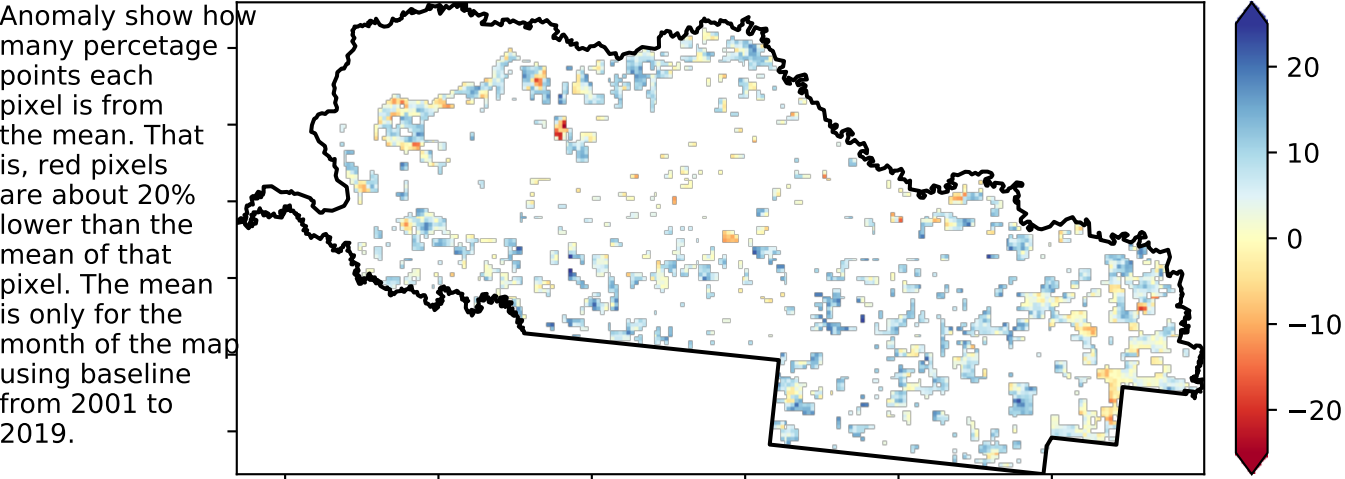 Anomaly show how
many percetage
points each
pixel is from
the mean. That
is, red pixels
are about 20%
lower than the
mean of that
pixel. The mean
is only for the
month of the map
using baseline
from 2001 to
2019.
20
10
0
−10
−20